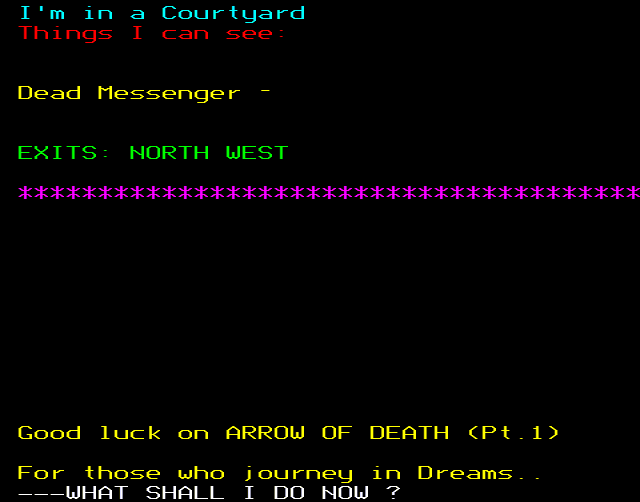 I'm in a Courtyard
Things I can see:
Dead Messenger -
EXITS: NORTH WEST
***************************************
Good luck on ARROW OF DEATH (Pt.1)
For those who journey in Dreams..
---WHAT SHALL I DO NOW ?